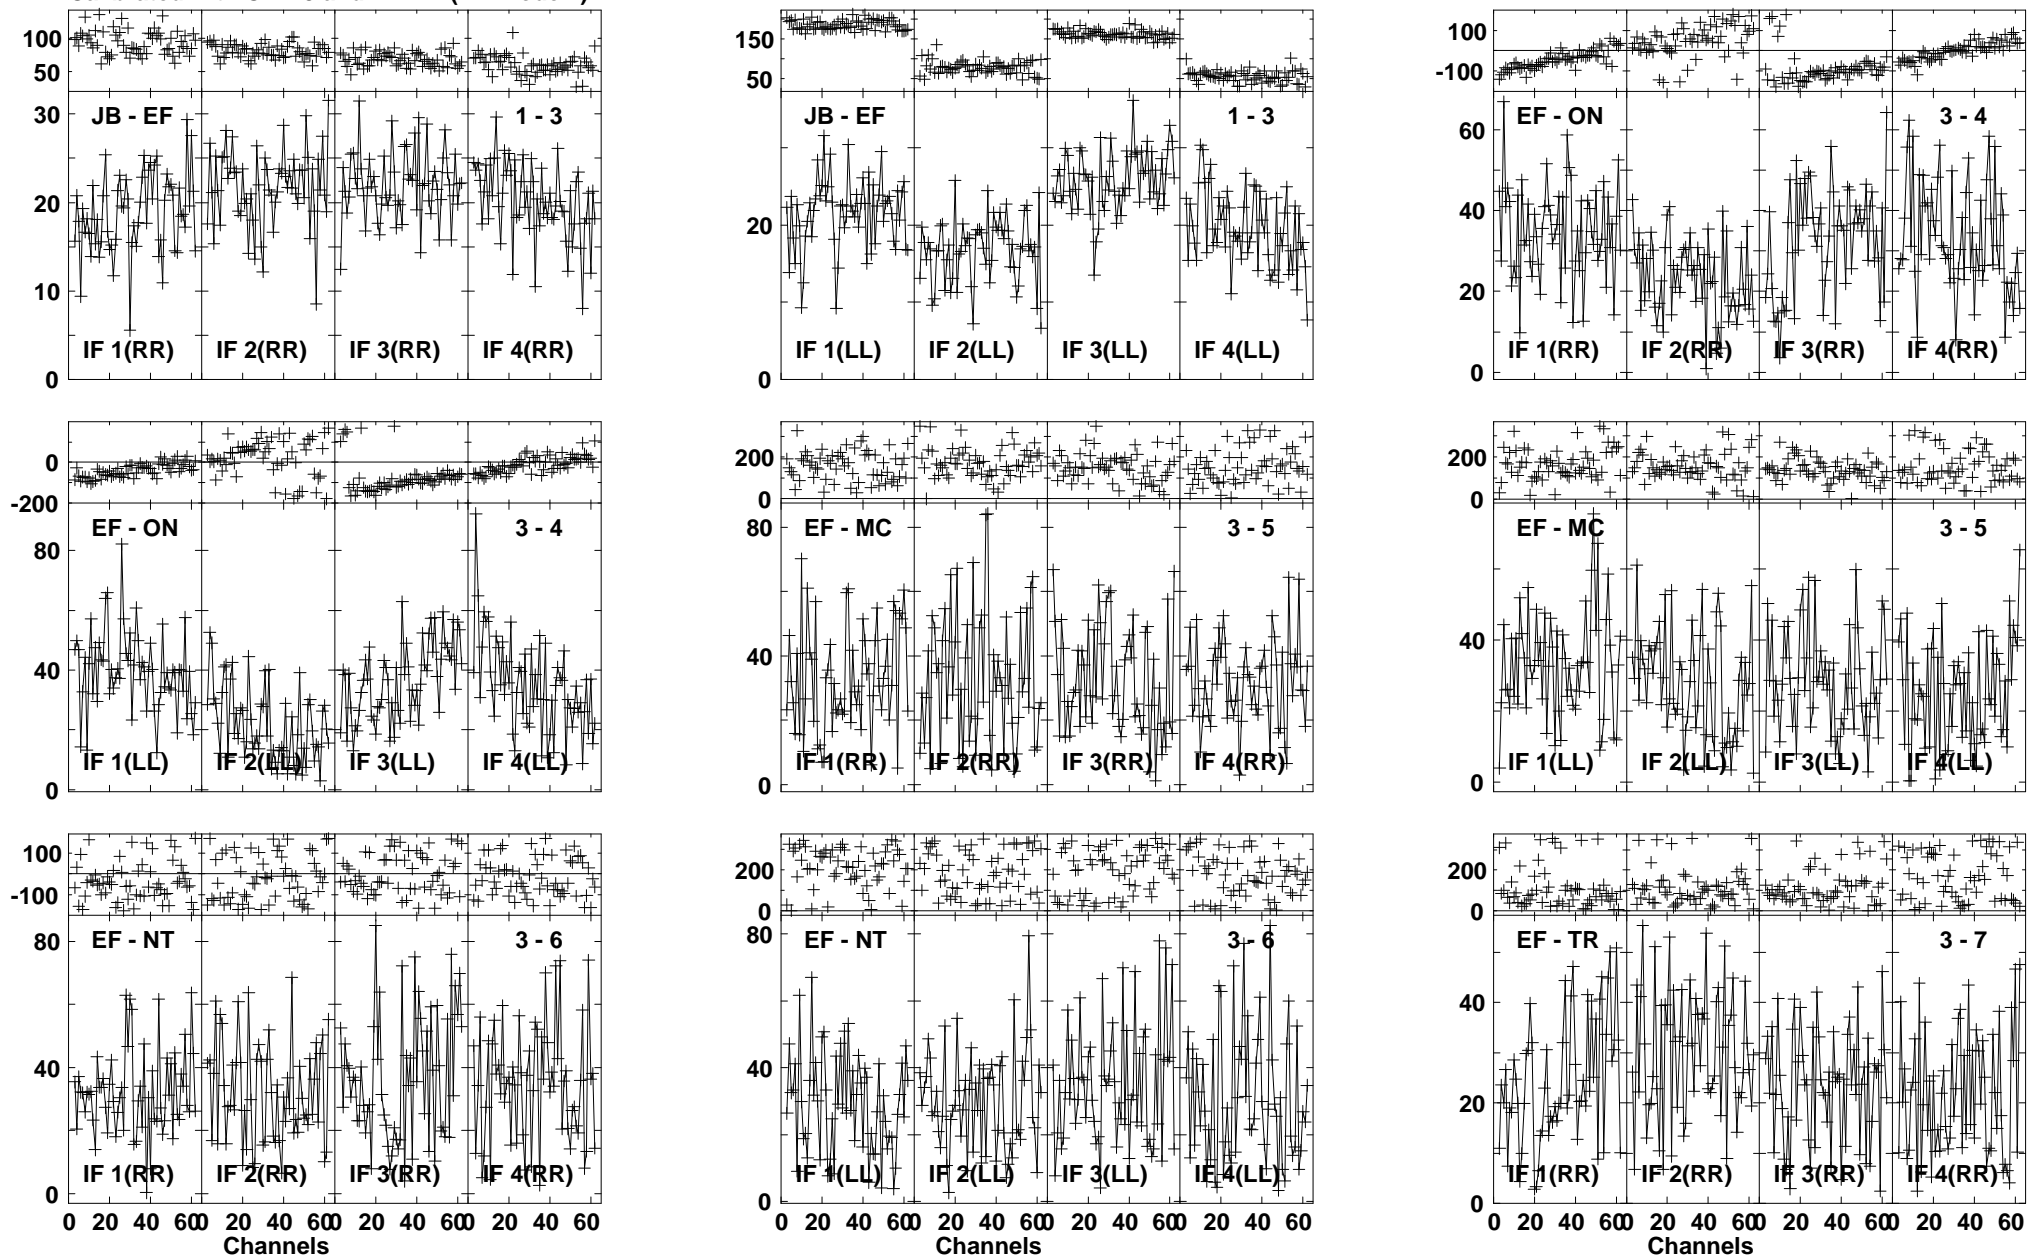 100
50
30
20
10
0
JB - EF
1 - 3
IF 1(RR)
IF 2(RR)
IF 3(RR)
IF 4(RR)
150
50
20
0
JB - EF
1 - 3
IF 1(LL)
IF 2(LL)
IF 3(LL)
IF 4(LL)
100
-100
60
40
20
0
EF - ON
3 - 4
IF 1(RR)
IF 2(RR)
IF 3(RR)
IF 4(RR)
0
-200
80
40
0
EF - ON
3 - 4
IF 1(LL)
IF 2(LL)
IF 3(LL)
IF 4(LL)
200
0
80
40
0
EF - MC
3 - 5
IF 1(RR)
IF 2(RR)
IF 3(RR)
IF 4(RR)
200
0
40
0
EF - MC
3 - 5
IF 1(LL)
IF 2(LL)
IF 3(LL)
IF 4(LL)
100
-100
80
40
0
EF - NT
3 - 6
IF 1(RR)
IF 2(RR)
IF 3(RR)
IF 4(RR)
0 20 40 60 0 20 40 60 0 20 40 60 0 20 40 60
Channels
200
0
80
40
0
EF - NT
3 - 6
IF 1(LL)
IF 2(LL)
IF 3(LL)
IF 4(LL)
0 20 40 60 0 20 40 60 0 20 40 60 0 20 40 60
Channels
200
0
40
20
0
EF - TR
3 - 7
IF 1(RR)
IF 2(RR)
IF 3(RR)
IF 4(RR)
0 20 40 60 0 20 40 60 0 20 40 60 0 20 40 60
Channels